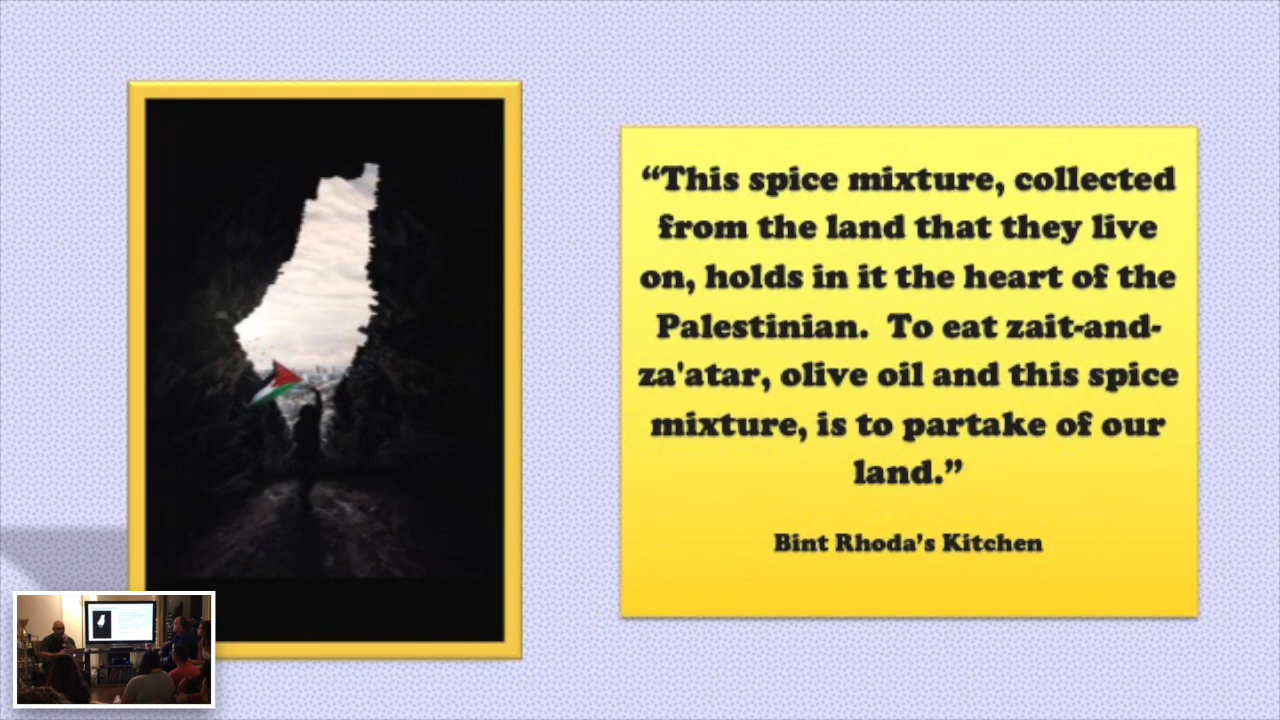 “This spice mixture, collected
from the land that they live
on, holds in it the heart of the
Palestinian.  To eat zait-and-
za'atar, olive oil and this spice
mixture, is to partake of our
land.”
Bint Rhoda’s Kitchen